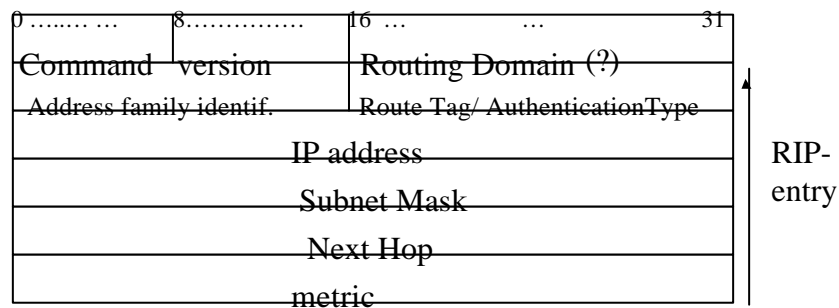 0 …..… … 8…………… 16 … … 31
Command version Routing Domain (?)
Address family identif. Route Tag/ AuthenticationType
IP address
RIP-
Subnet Mask
entry
Next Hop
metric